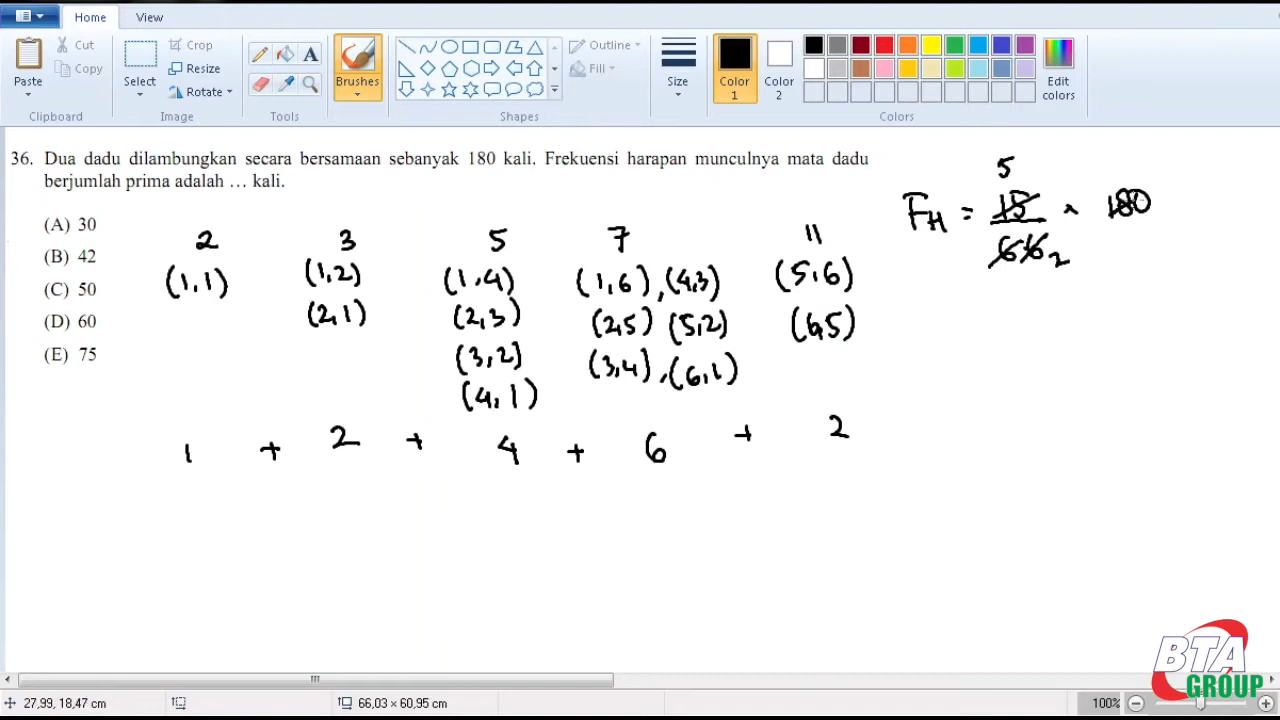 Home
View
Paste
Cut
Copy
Clipboard
Select
Crop
Resize
Rotate
Image
A
Tools
Brushes
Outline
Fill
Shapes
Size
Color 1
Color 2
Edit colors
Colors
36. Dua dadu dilambungkan secara bersamaan sebanyak 180 kali. Frekuensi harapan munculnya mata dadu
berjumlah prima adalah … kali.
(A) 30
(B) 42
(C) 50
(D) 60
(E) 75
2 3 5 7 11
(1,1) (1,2) (1,4) (1,6), (4,3) (5,6)
(2,1) (2,3) (2,5) (5,2) (6,5)
(3,2) (3,4), (6,1)
(4,1)
1 + 2 + 4 + 6 + 2
5
FH = 15 × 180
6.6 2
27,99, 18,47 cm
66,03 × 60,95 cm
100%
BTA
GROUP